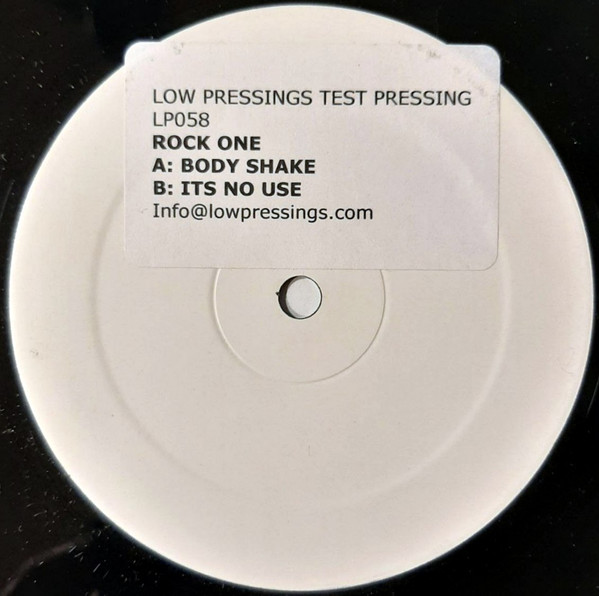 LOW PRESSINGS TEST PRESSING
LP058
ROCK ONE
A: BODY SHAKE
B: ITS NO USE
Info@lowpressings.com